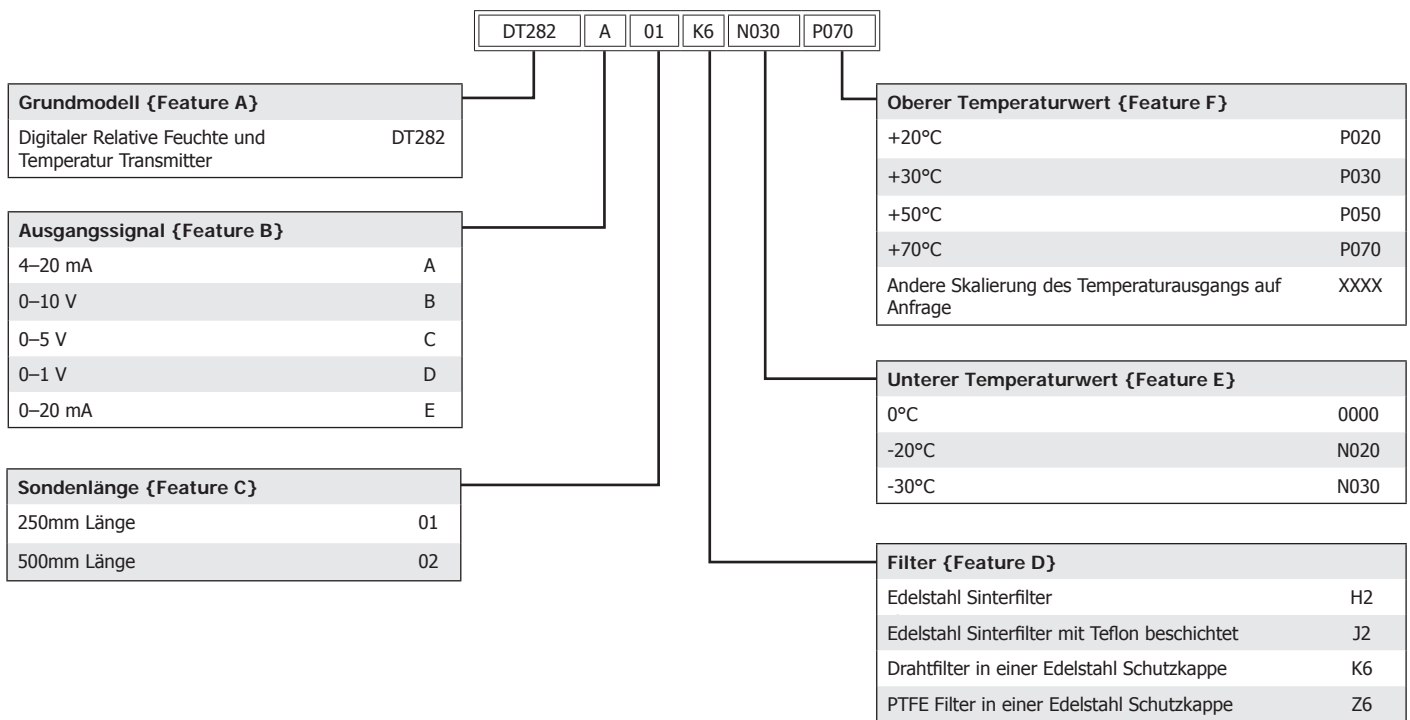 DT282 A 01 K6 N030 P070
Grundmodell {Feature A}
Digitaler Relative Feuchte und DT282
Temperatur Transmitter
Ausgangssignal {Feature B}
4–20 mA A
0–10 V B
0–5 V C
0–1 V D
0–20 mA E
Sondenlänge {Feature C}
250mm Länge 01
500mm Länge 02
Oberer Temperaturwert {Feature F}
+20°C P020
+30°C P030
+50°C P050
+70°C P070
Andere Skalierung des Temperaturausgangs auf XXXX
Anfrage
Unterer Temperaturwert {Feature E}
0°C 0000
-20°C N020
-30°C N030
Filter {Feature D}
Edelstahl Sinterfilter H2
Edelstahl Sinterfilter mit Teflon beschichtet J2
Drahtfilter in einer Edelstahl Schutzkappe K6
PTFE Filter in einer Edelstahl Schutzkappe Z6